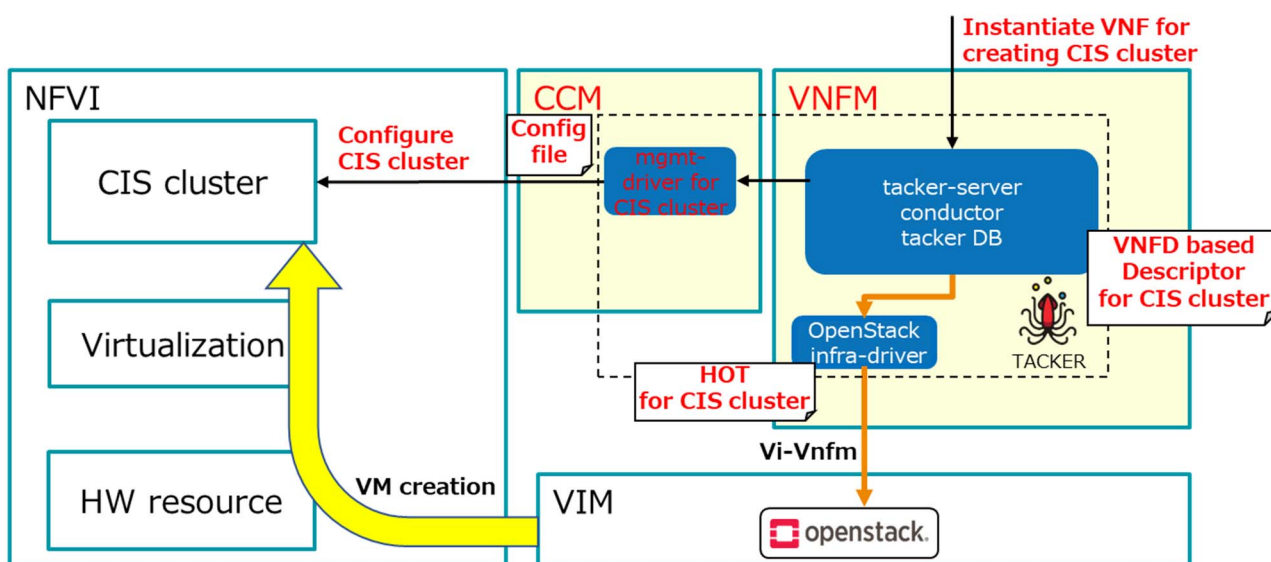 Instantiate VNF for
creating CIS cluster
NFVI
CCM
VNFM
CIS cluster
Configure
CIS cluster
Config
file
mgmt-
driver for
CIS cluster
tacker-server
conductor
tacker DB
VNFD based
Descriptor
for CIS cluster
Virtualization
OpenStack
infra-driver
TACKER
HOT
for CIS cluster
Vi-Vnfm
HW resource
VM creation
VIM
openstack.